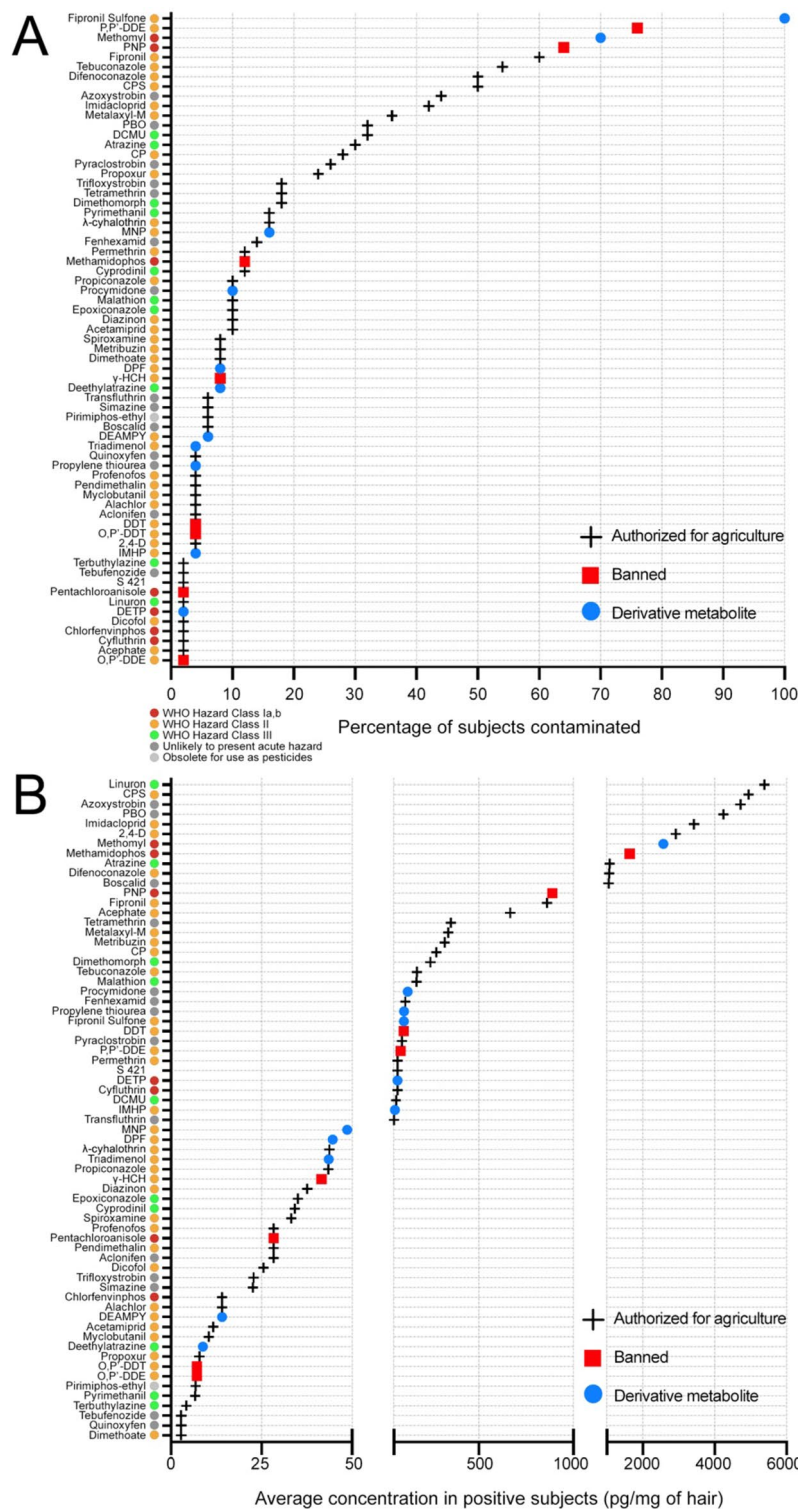 A
Fipronil Sulfone
P,P'-DDE
Methomyl
PNP
Fipronil
Tebuconazole
Difenoconazole
CPS
Azoxystrobin
Imidacloprid
Metalaxyl-M
PBO
DCMU
Atrazine
CP
Pyraclostrobin
Propoxur
Trifloxystrobin
Tetramethrin
Dimethomorph
Pyrimethanil
λ-cyhalothrin
MNP
Fenhexamid
Permethrin
Methamidophos
Cyprodinil
Propiconazole
Procymidone
Malathion
Epoxiconazole
Diazinon
Acetamiprid
Spiroxamine
Metribuzin
Dimethoate
DPF
γ-HCH
Deethylatrazine
Transfluthrin
Simazine
Pirimiphos-ethyl
Boscalid
DEAMPY
Triadimenol
Quinoxyfen
Propylene thiourea
Profenofos
Pendimethalin
Myclobutanil
Alachlor
Aclonifen
DDT
O,P'-DDT
2,4-D
IMHP
Terbuthylazine
Tebufenozide
S 421
Pentachloroanisole
Linuron
DETP
Dicofol
Chlorfenvinphos
Cyfluthrin
Acephate
O,P'-DDE
Authorized for agriculture
Banned
Derivative metabolite
0 10 20 30 40 50 60 70 80 90 100
Percentage of subjects contaminated
WHO Hazard Class Ia,b
WHO Hazard Class II
WHO Hazard Class III
Unlikely to present acute hazard
Obsolete for use as pesticides
B
Linuron
CPS
Azoxystrobin
PBO
Imidacloprid
2,4-D
Methomyl
Methamidophos
Atrazine
Difenoconazole
Boscalid
PNP
Fipronil
Acephate
Tetramethrin
Metalaxyl-M
Metribuzin
CP
Dimethomorph
Tebuconazole
Malathion
Procymidone
Fenhexamid
Propylene thiourea
Fipronil Sulfone
DDT
Pyraclostrobin
P,P'-DDE
Permethrin
S 421
DETP
Cyfluthrin
DCMU
IMHP
Transfluthrin
MNP
DPF
λ-cyhalothrin
Triadimenol
Propiconazole
γ-HCH
Diazinon
Epoxiconazole
Cyprodinil
Spiroxamine
Profenofos
Pentachloroanisole
Pendimethalin
Aclonifen
Dicofol
Trifloxystrobin
Simazine
Chlorfenvinphos
Alachlor
DEAMPY
Acetamiprid
Myclobutanil
Deethylatrazine
Propoxur
O,P'-DDT
O,P'-DDE
Pirimiphos-ethyl
Pyrimethanil
Terbuthylazine
Tebufenozide
Quinoxyfen
Dimethoate
Authorized for agriculture
Banned
Derivative metabolite
0 25 50 500 1000 2000 4000 6000
Average concentration in positive subjects (pg/mg of hair)